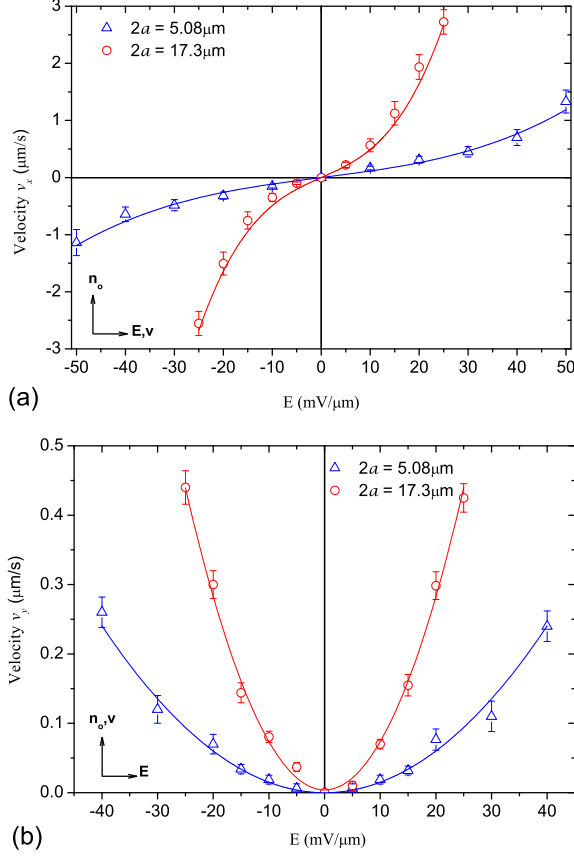 3
2
1
0
-1
-2
-3
Velocity vₓ (μm/s)
2a = 5.08μm
2a = 17.3μm
nₒ
E,v
-50 -40 -30 -20 -10 0 10 20 30 40 50
E (mV/μm)
(a)
0.5
0.4
0.3
0.2
0.1
0.0
Velocity v_y (μm/s)
2a = 5.08μm
2a = 17.3μm
nₒ,v
E
-40 -30 -20 -10 0 10 20 30 40
E (mV/μm)
(b)